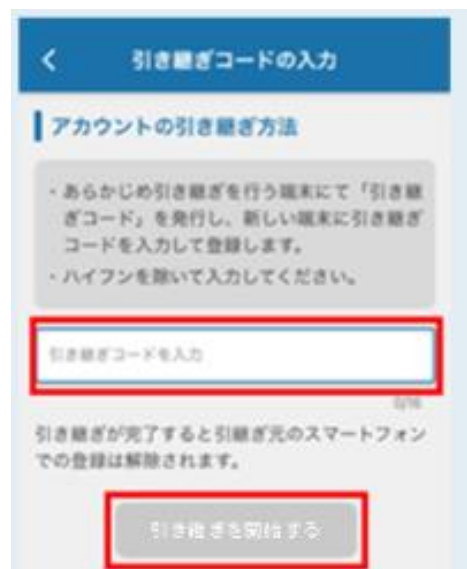 引き継ぎコードの入力
アカウントの引き継ぎ方法
・あらかじめ引き継ぎを行う端末にて「引き継
ぎコード」を発行し、新しい端末に引き継ぎ
コードを入力して登録します。
・ハイフンを除いて入力してください。
引き継ぎコードを入力
0/16
引き継ぎが完了すると引継ぎ元のスマートフォン
での登録は解除されます。
引き継ぎを開始する